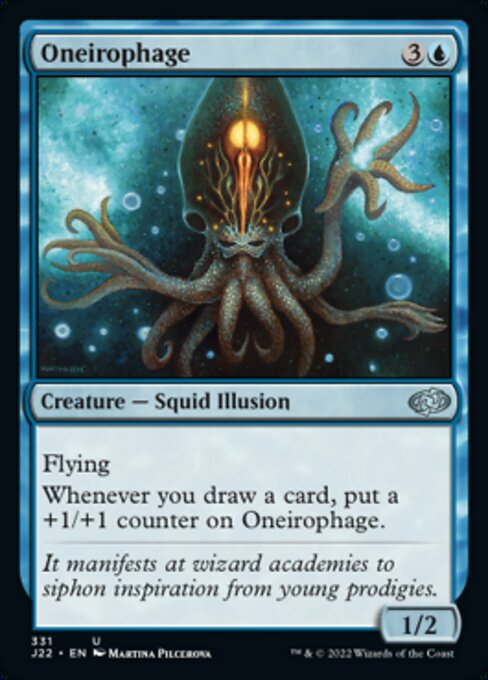 Oneirophage 3
Creature — Squid Illusion
Flying
Whenever you draw a card, put a
+1/+1 counter on Oneirophage.
It manifests at wizard academies to
siphon inspiration from young prodigies.
1/2
331 U
J22 • EN Martina Pilcerova
™ & © 2022 Wizards of the Coast